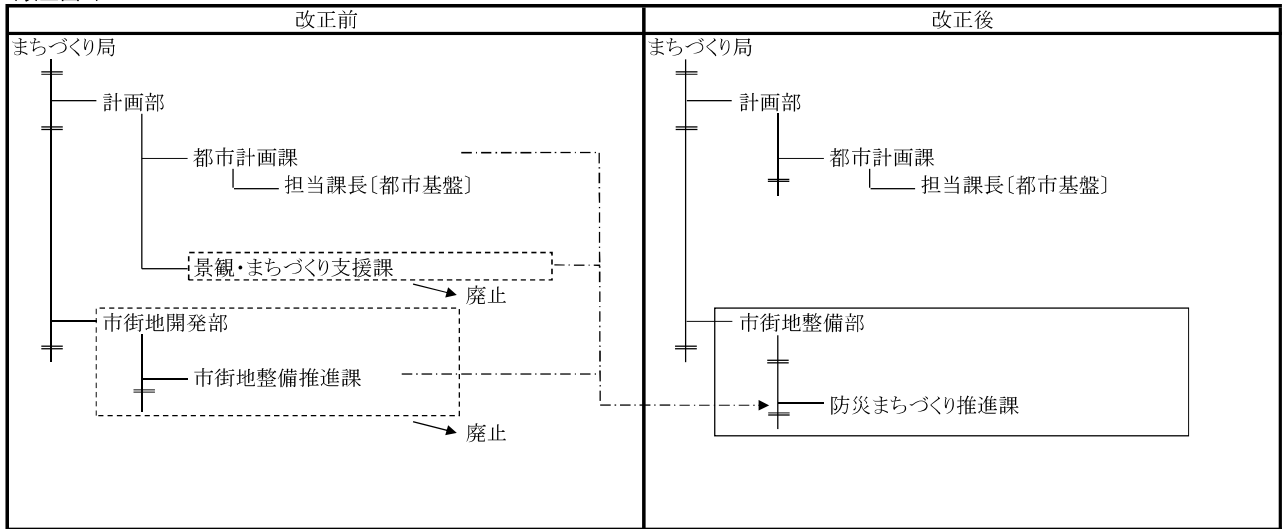 改正前
まちづくり局
計画部
都市計画課
担当課長〔都市基盤〕
景観・まちづくり支援課
廃止
市街地開発部
市街地整備推進課
廃止
改正後
まちづくり局
計画部
都市計画課
担当課長〔都市基盤〕
市街地整備部
防災まちづくり推進課